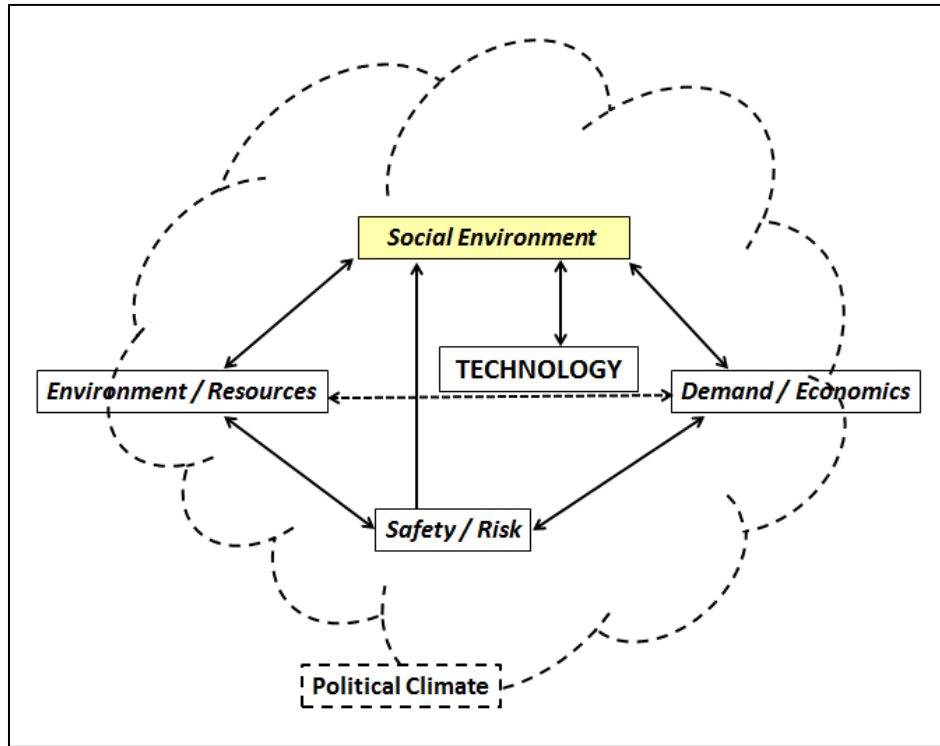 Social Environment
TECHNOLOGY
Environment / Resources
Demand / Economics
Safety / Risk
Political Climate